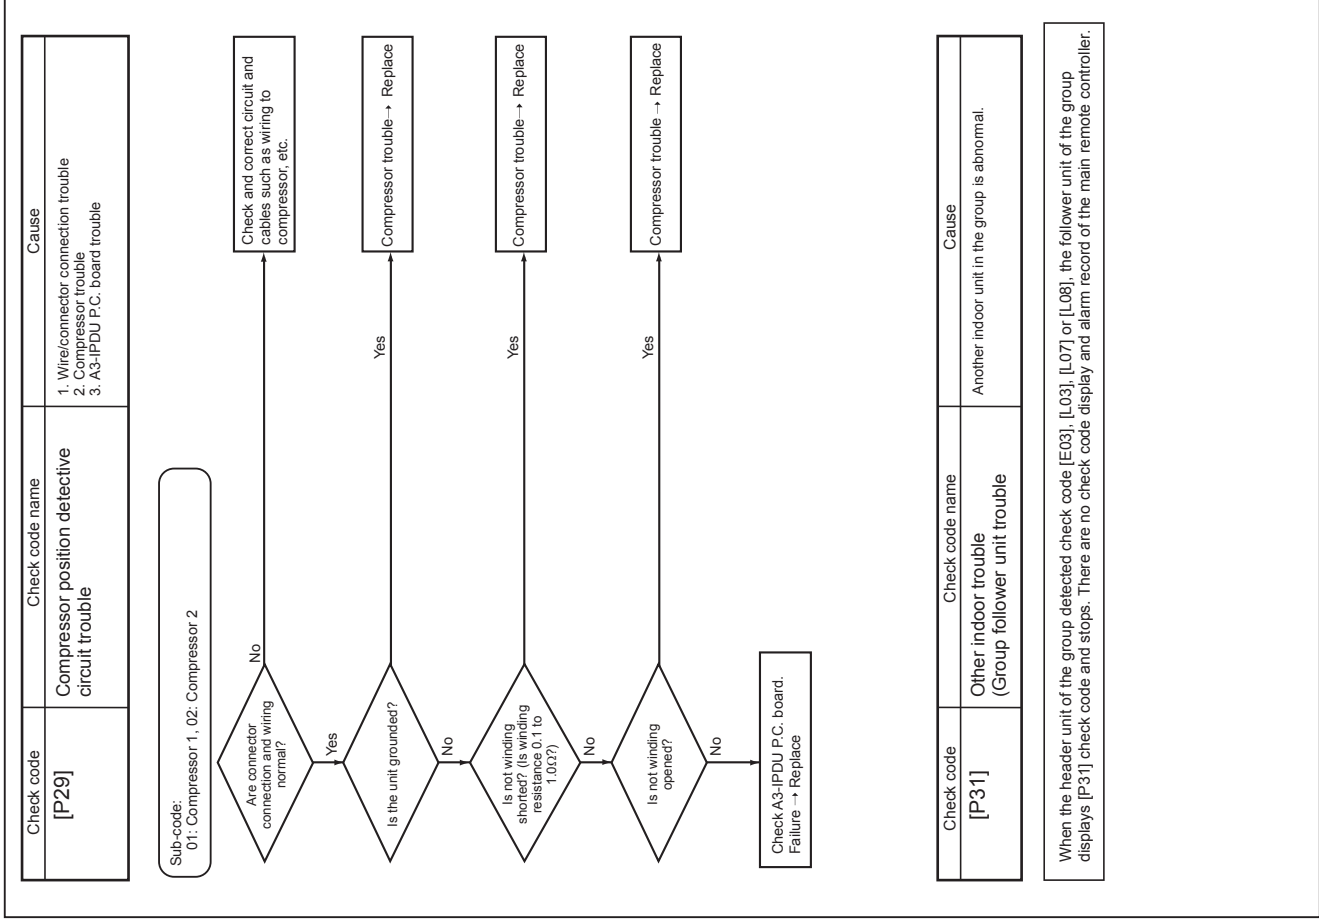 Check code
Check code name
Cause
[P29]
Compressor position detective
circuit trouble
1. Wire/connector connection trouble
2. Compressor trouble
3. A3-IPDU P.C. board trouble
Sub-code:
01: Compressor 1, 02: Compressor 2
Are connector
connection and wiring
normal?
No
Check and correct circuit and
cables such as wiring to
compressor, etc.
Yes
Is the unit grounded?
Yes
Compressor trouble→ Replace
No
Is not winding
shorted? (Is winding
resistance 0.1 to
1.0Ω?)
Yes
Compressor trouble→ Replace
No
Is not winding
opened?
Yes
Compressor trouble → Replace
No
Check A3-IPDU P.C. board.
Failure → Replace
Check code
Check code name
Cause
[P31]
Other indoor trouble
(Group follower unit trouble)
Another indoor unit in the group is abnormal.
When the header unit of the group detected check code [E03], [L03], [L07] or [L08], the follower unit of the group
displays [P31] check code and stops. There are no check code display and alarm record of the main remote controller.